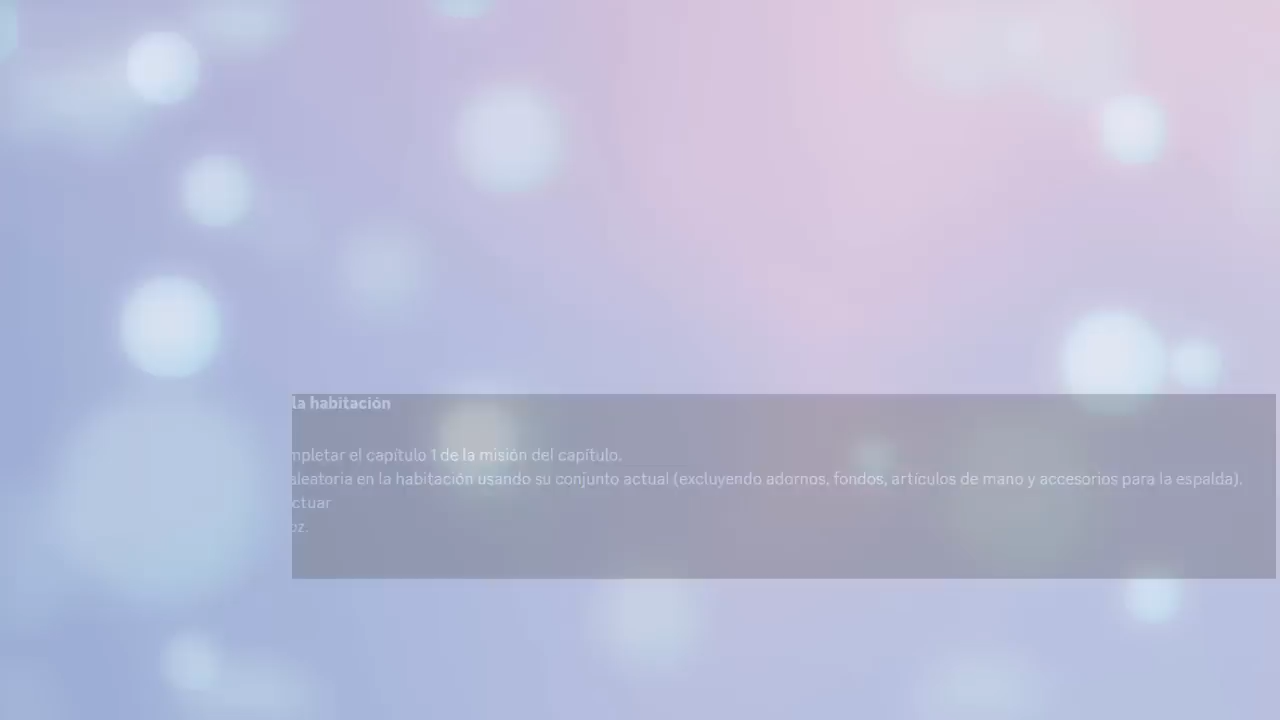 la habitación
mpletar el capítulo 1 de la misión del capítulo.
aleatoria en la habitación usando su conjunto actual (excluyendo adornos, fondos, artículos de mano y accesorios para la espalda).
ctuar
oz.